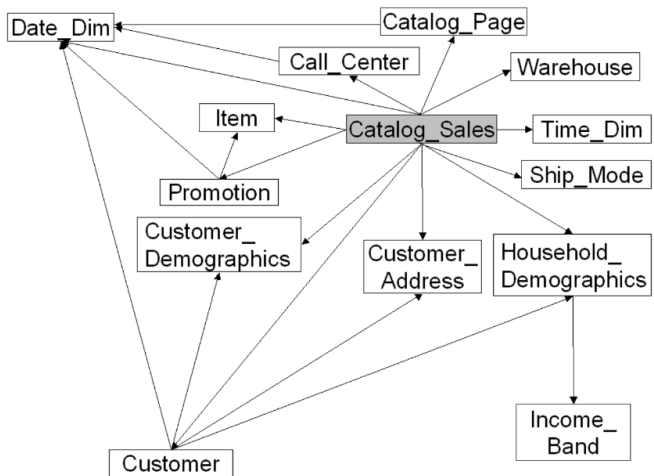 Date_Dim
Catalog_Page
Call_Center
Warehouse
Item
Catalog_Sales
Time_Dim
Ship_Mode
Promotion
Customer_
Demographics
Customer_
Address
Household_
Demographics
Income_
Band
Customer